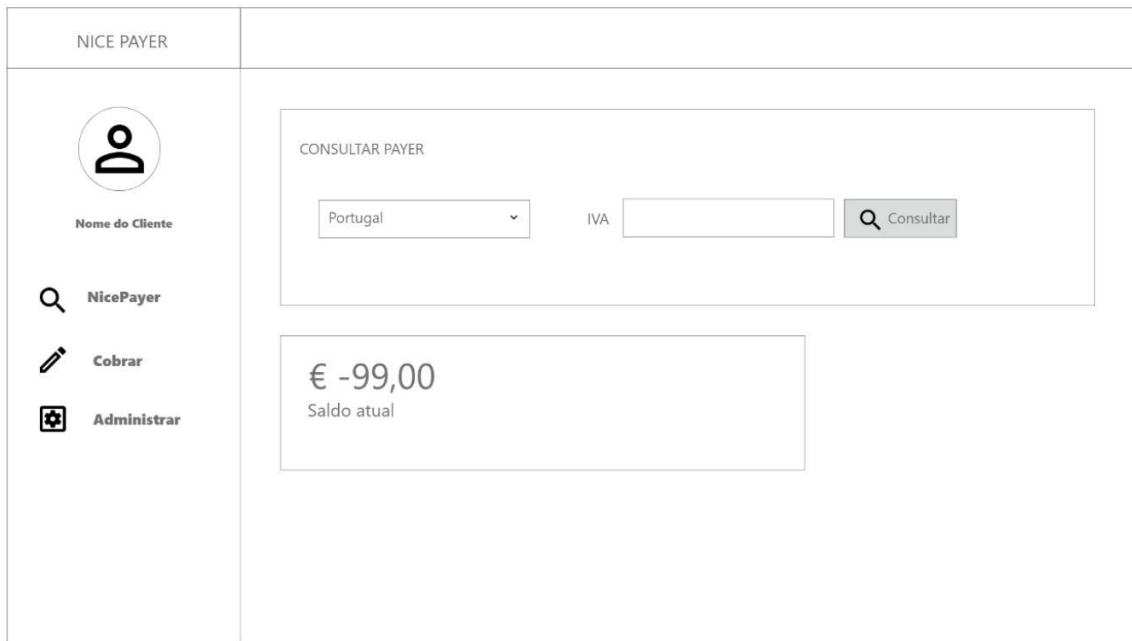 NICE PAYER
Nome do Cliente
NicePayer
Cobrar
Administrar
CONSULTAR PAYER
Portugal
IVA
Consultar
€ -99,00
Saldo atual